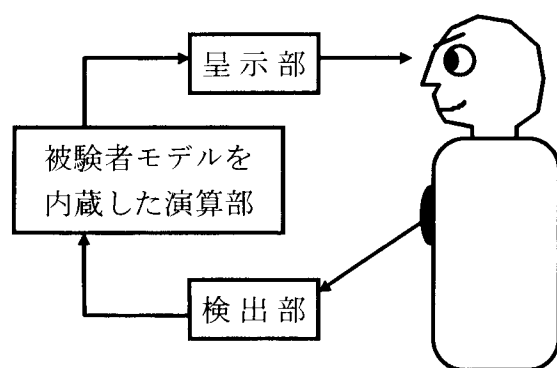 呈示部
被験者モデルを
内蔵した演算部
検出部